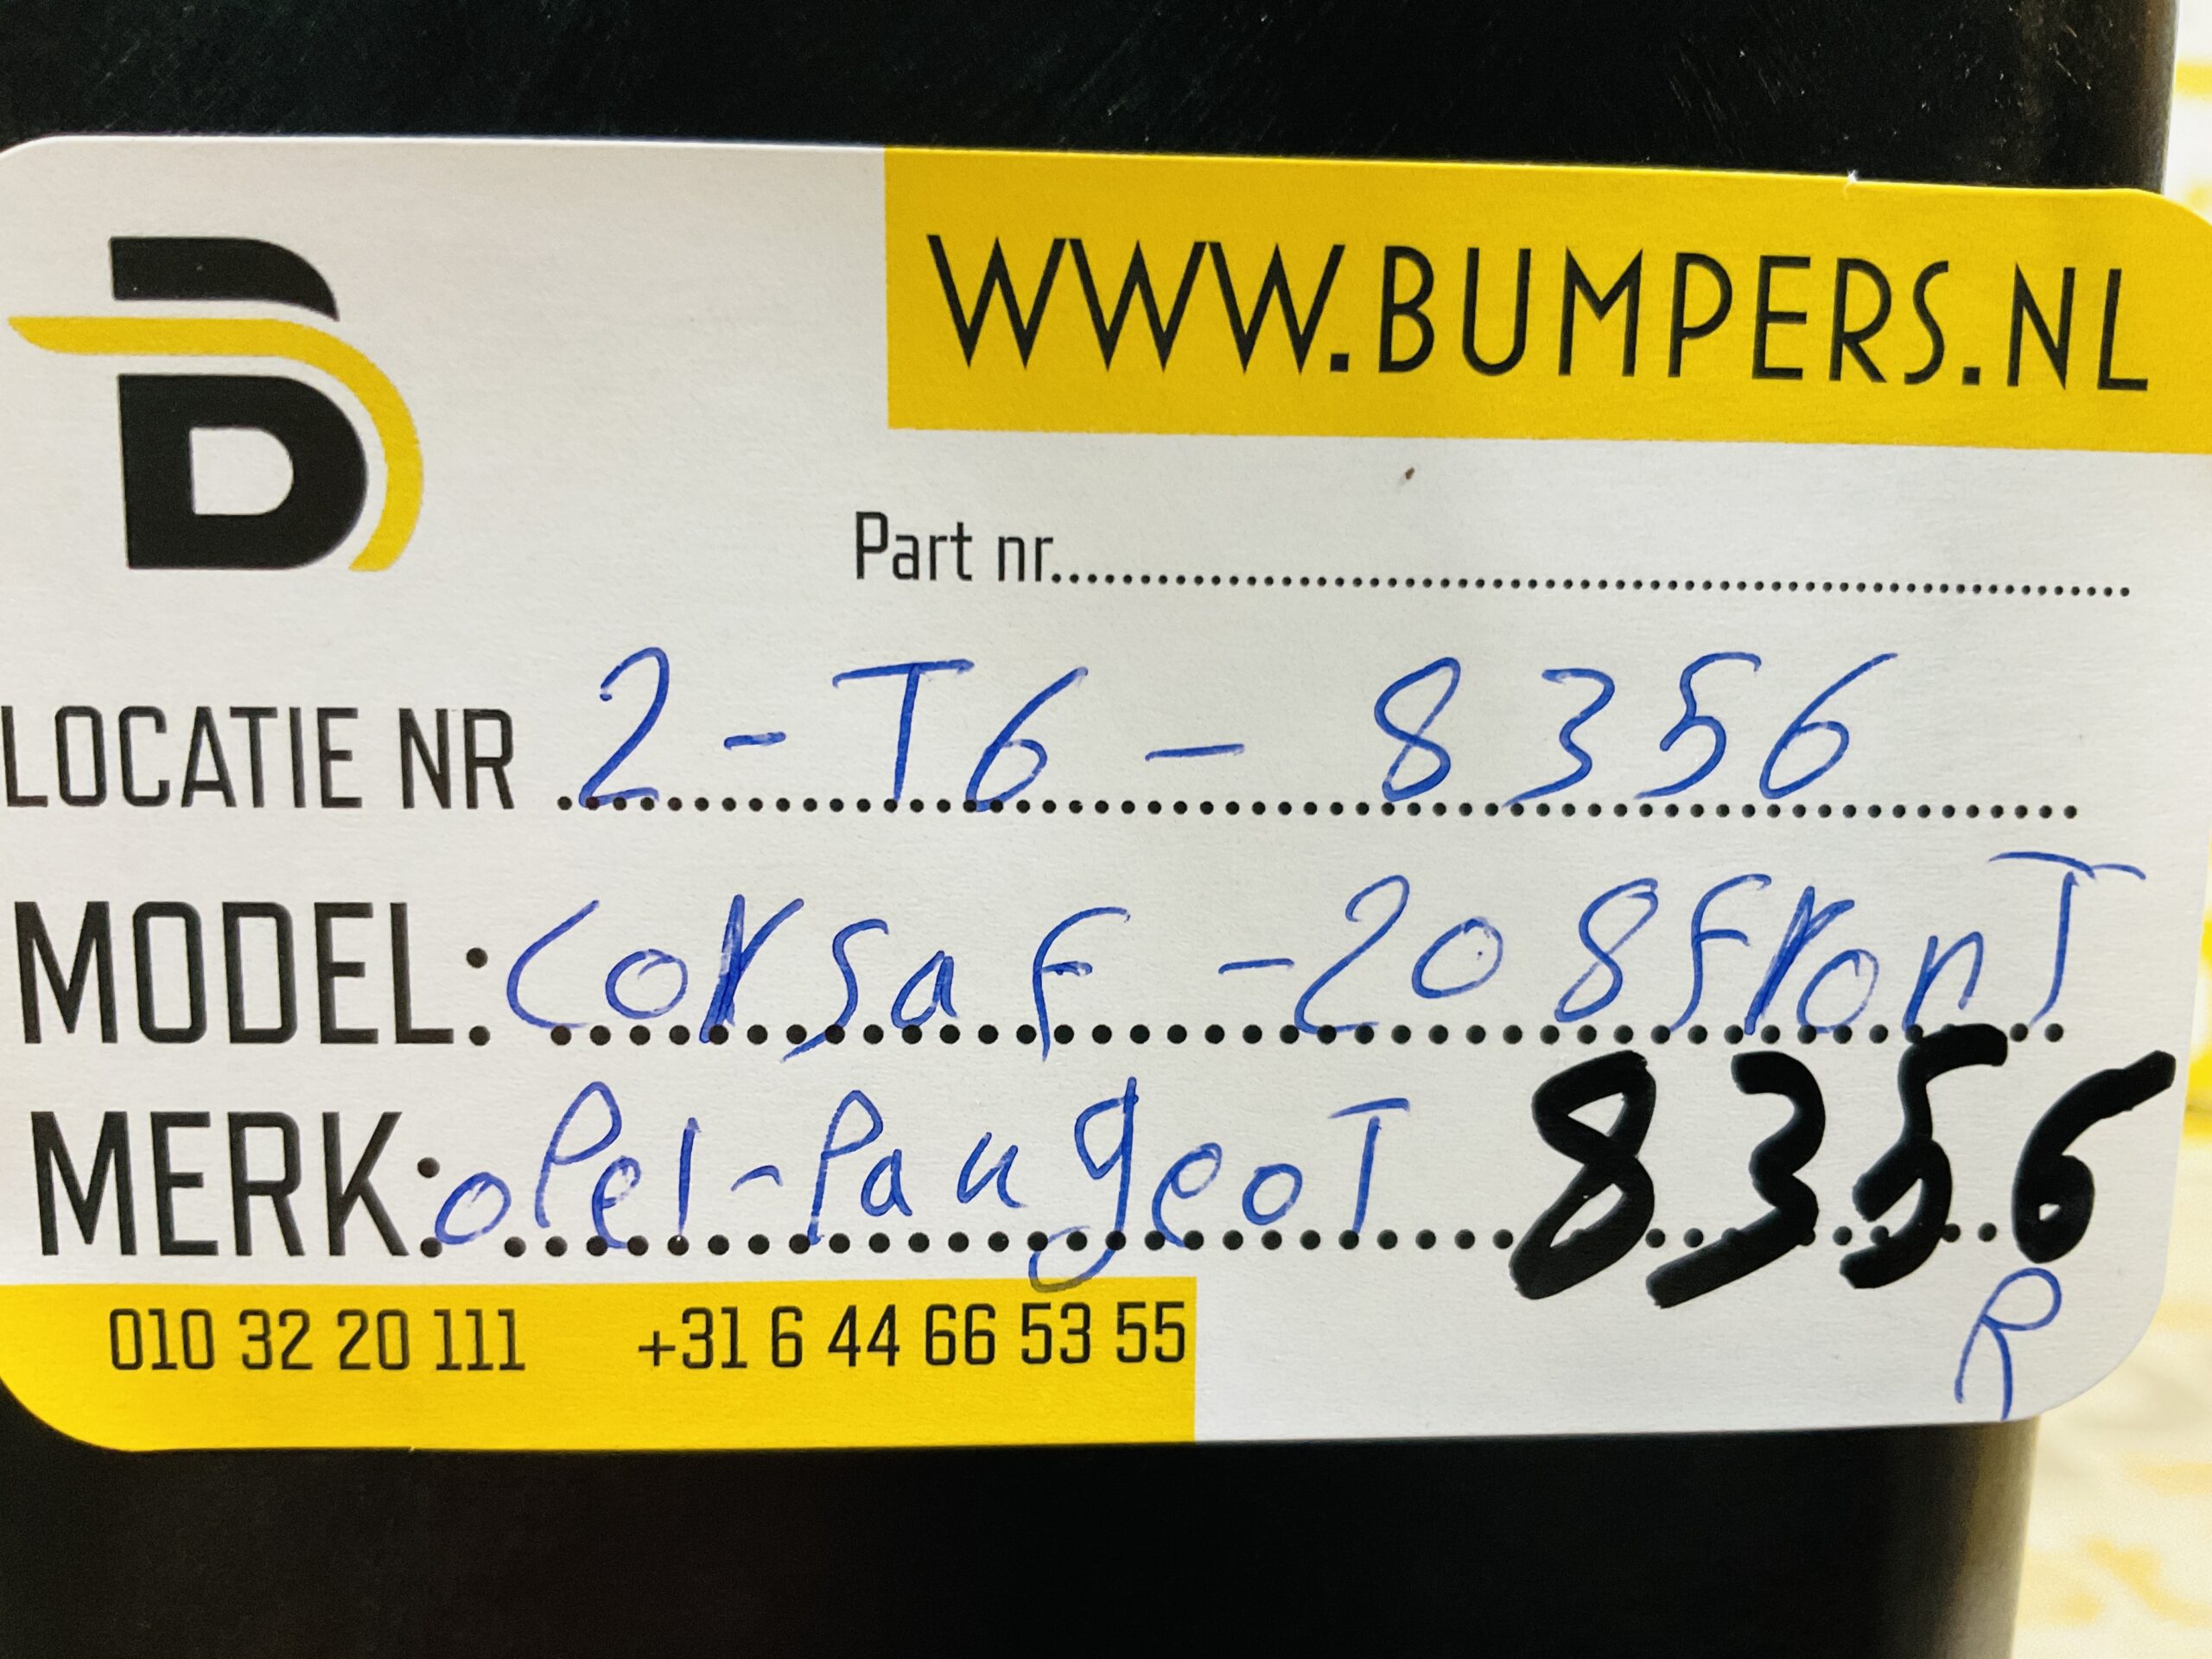 B
WWW.BUMPERS.NL
Part nr.
LOCATIE NR 2-T6-8356
MODEL: Corsa F -208 FronT
MERK: oPel-PaugeoT 8356
010 32 20 111 +31 6 44 66 53 55
R